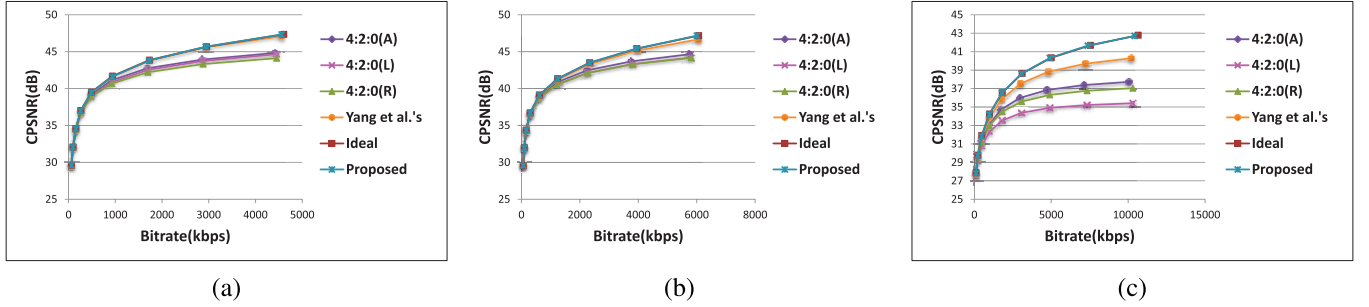 50
45
40
35
30
25
CPSNR(dB)
0 1000 2000 3000 4000 5000
Bitrate(kbps)
4:2:0(A)
4:2:0(L)
4:2:0(R)
Yang et al.'s
Ideal
Proposed
(a)
50
45
40
35
30
25
CPSNR(dB)
0 2000 4000 6000 8000
Bitrate(kbps)
4:2:0(A)
4:2:0(L)
4:2:0(R)
Yang et al.'s
Ideal
Proposed
(b)
45
43
41
39
37
35
33
31
29
27
25
CPSNR(dB)
0 5000 10000 15000
Bitrate(kbps)
4:2:0(A)
4:2:0(L)
4:2:0(R)
Yang et al.'s
Ideal
Proposed
(c)